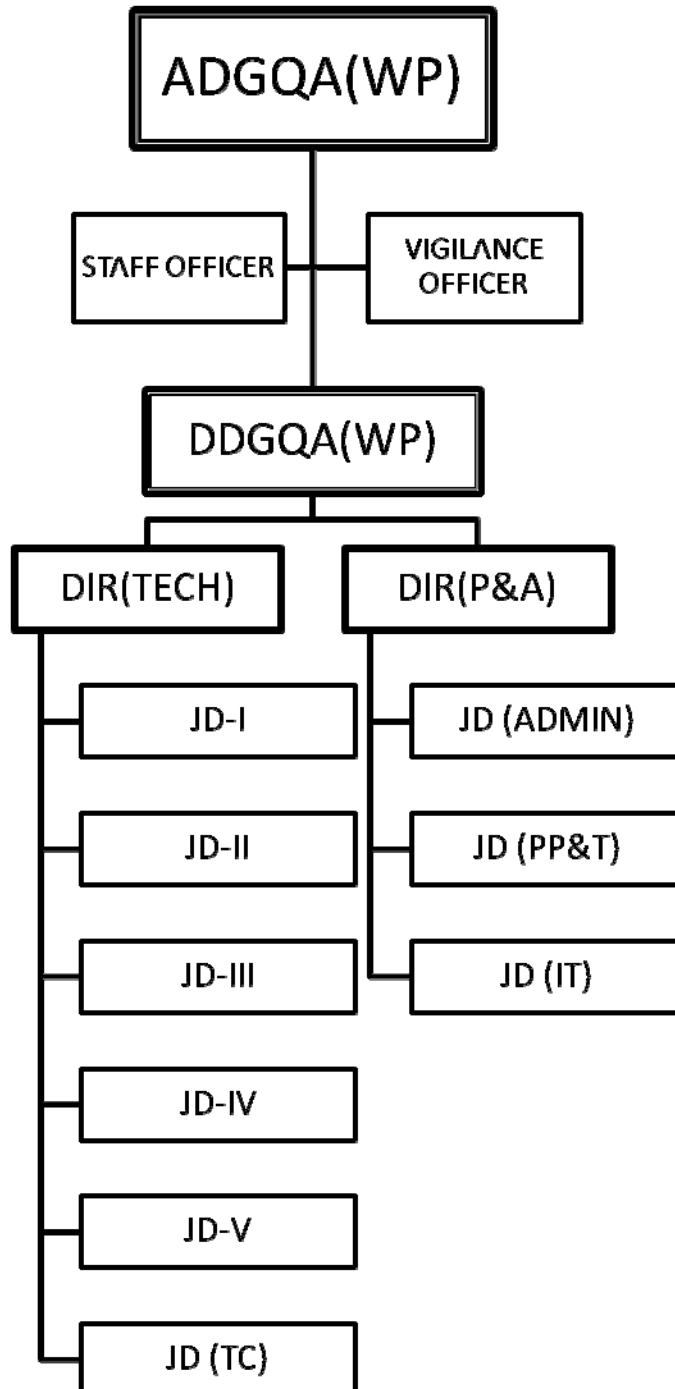 ADGQA(WP)
STAFF OFFICER
VIGILANCE
OFFICER
DDGQA(WP)
DIR(TECH)
DIR(P&A)
JD-I
JD (ADMIN)
JD-II
JD (PP&T)
JD-III
JD (IT)
JD-IV
JD-V
JD (TC)